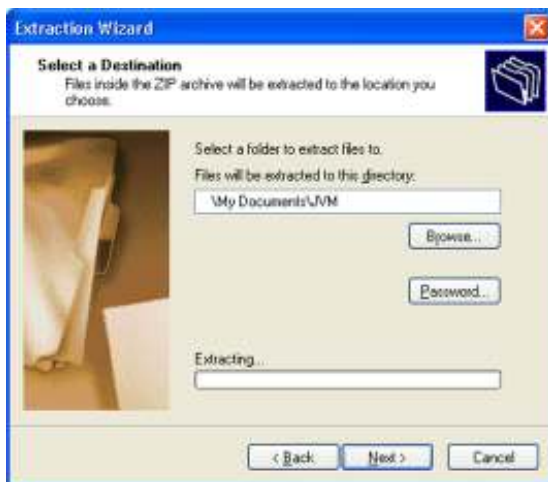 Extraction Wizard
Select a Destination
Files inside the ZIP archive will be extracted to the location you
choose.
Select a folder to extract files to.
Files will be extracted to this directory:
\My Documents\JVM
Browse...
Password...
Extracting...
< Back
Next >
Cancel